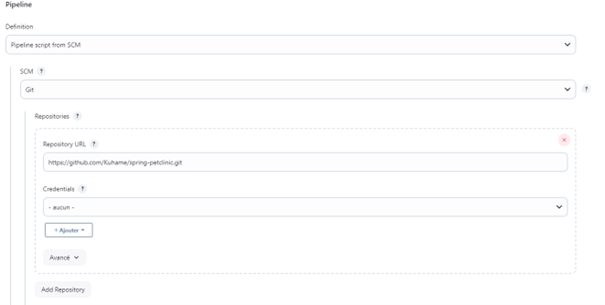 Pipeline
Definition
Pipeline script from SCM
SCM ?
Git
?
Repositories ?
×
Repository URL ?
https://github.com/Kuhame/spring-petclinic.git
Credentials ?
- aucun -
+ Ajouter
Avancé
Add Repository